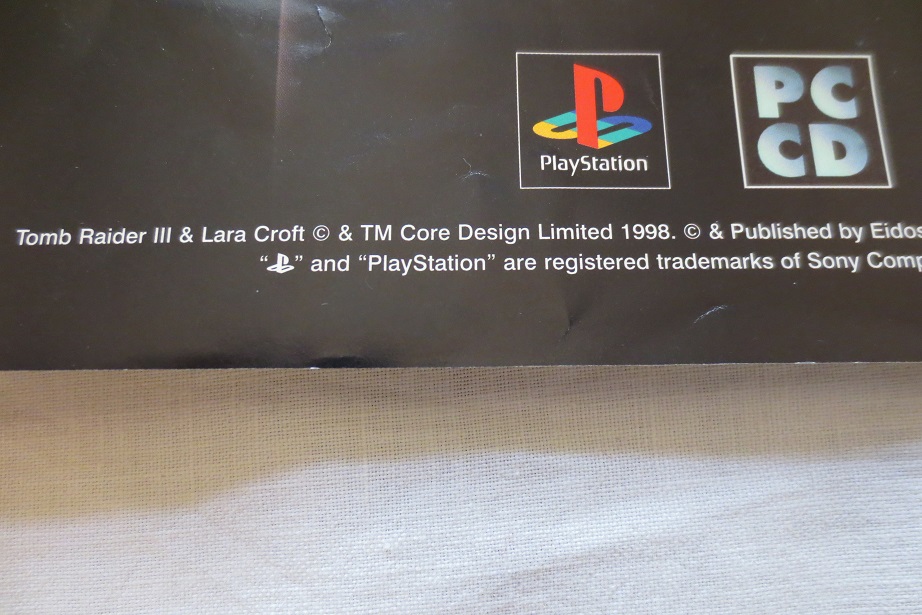 PlayStation
PC
CD
Tomb Raider III & Lara Croft © & TM Core Design Limited 1998. © & Published by Eidos
“PS” and “PlayStation” are registered trademarks of Sony Comp